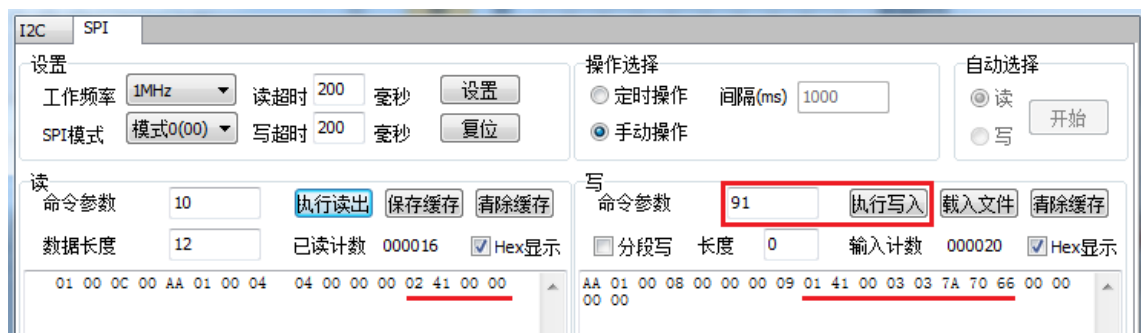 I2C SPI
设置 操作选择 自动选择
工作频率 1MHz 读超时 200 毫秒 设置 定时操作 间隔(ms) 1000 读 开始
SPI模式 模式0(00) 写超时 200 毫秒 复位 手动操作 写
读 写
命令参数 10 执行读出 保存缓存 清除缓存 命令参数 91 执行写入 载入文件 清除缓存
数据长度 12 已读计数 000016 Hex显示 分段写 长度 0 输入计数 000020 Hex显示
01 00 0C 00 AA 01 00 04 04 00 00 00 02 41 00 00 AA 01 00 08 00 00 00 09 01 41 00 03 03 7A 70 66 00 00
00 00